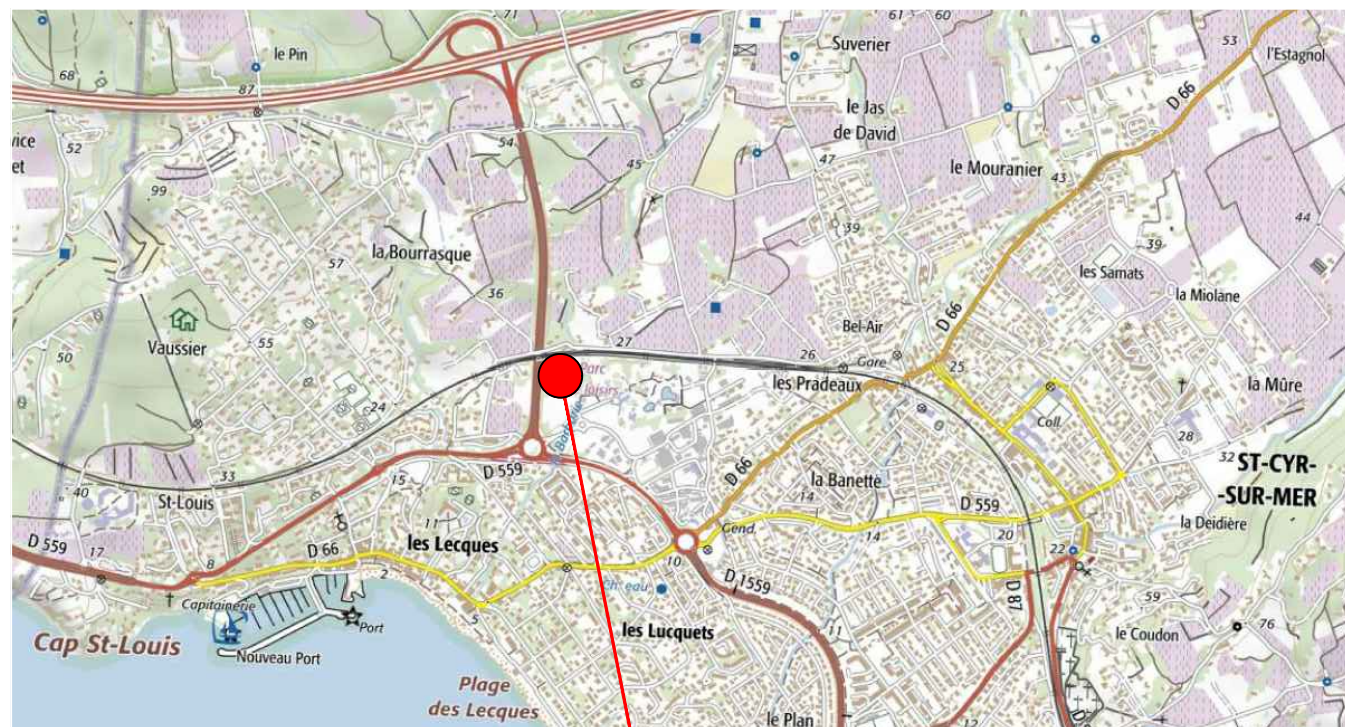 71
le Pin
68
87
vice
et
52
54
99
45
57
la Bourrasque
36
Vaussier
55
50
24
27
Parc
loisirs
33
40
St-Louis
15
D 559
11
D 559
17
8
D 66
les Lecques
2
5
Capitainerie
Port
Nouveau Port
Cap St-Louis
Plage
des Lecques
61
60
Suverier
le Jas
de David
47
39
53
l'Estagnol
D 66
le Mouranier
43
44
39
les Samats
la Miolane
Bel-Air
D 66
26
Gare
25
les Pradeaux
la Mûre
Coll.
28
32
ST-CYR-
-SUR-MER
la Deidière
D 66
la Banette
14
D 559
Gend.
14
20
22
10
D 1559
D 87
Chau eau
les Lucquets
11
59
76
le Coudon
le Plan
12